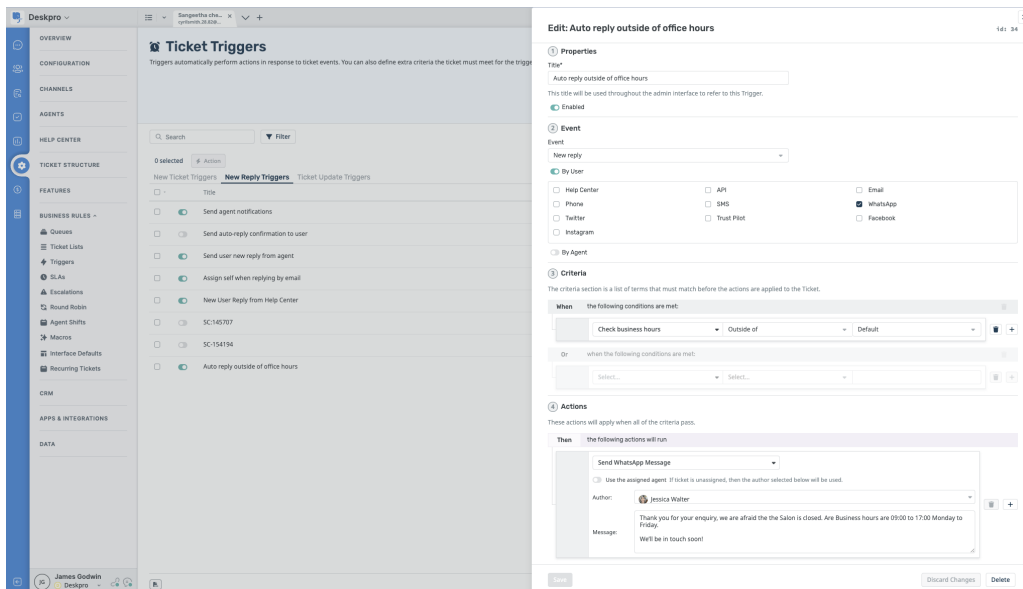 Deskpro
Sangeetha che...
cyrilsmith.28.83@...
OVERVIEW
CONFIGURATION
CHANNELS
AGENTS
HELP CENTER
TICKET STRUCTURE
FEATURES
BUSINESS RULES
Queues
Ticket Lists
Triggers
SLAs
Escalations
Round Robin
Agent Shifts
Macros
Interface Defaults
Recurring Tickets
CRM
APPS & INTEGRATIONS
DATA
JG
James Godwin
Deskpro
Ticket Triggers
Triggers automatically perform actions in response to ticket events. You can also define extra criteria the ticket must meet for the trigge
Search
Filter
0 selected
Action
New Ticket Triggers New Reply Triggers Ticket Update Triggers
Title
Send agent notifications
Send auto-reply confirmation to user
Send user new reply from agent
Assign self when replying by email
New User Reply from Help Center
SC:145707
SC-154194
Auto reply outside of office hours
Edit: Auto reply outside of office hours
id: 34
1 Properties
Title*
Auto reply outside of office hours
This title will be used throughout the admin interface to refer to this Trigger.
Enabled
2 Event
Event
New reply
By User
Help Center API Email
Phone SMS WhatsApp
Twitter Trust Pilot Facebook
Instagram
By Agent
3 Criteria
The criteria section is a list of terms that must match before the actions are applied to the Ticket.
When the following conditions are met:
Check business hours Outside of Default
Or when the following conditions are met:
Select... Select...
4 Actions
These actions will apply when all of the criteria pass.
Then the following actions will run
Send WhatsApp Message
Use the assigned agent If ticket is unassigned, then the author selected below will be used.
Author: Jessica Walter
Message:
Thank you for your enquiry, we are afraid the the Salon is closed. Are Business hours are 09:00 to 17:00 Monday to
Friday.
We'll be in touch soon!
Save
Discard Changes
Delete